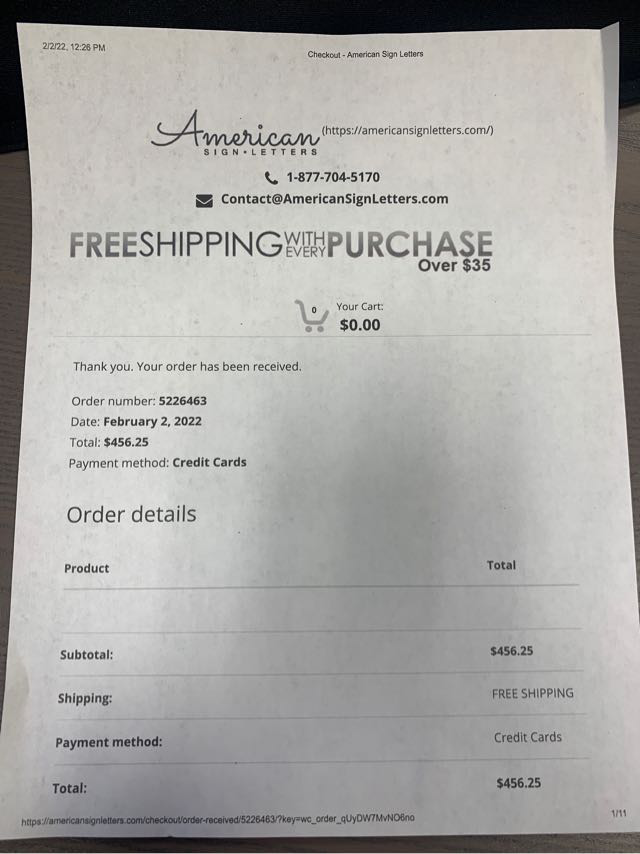 2/2/22, 12:26 PM
Checkout - American Sign Letters
American (https://americansignletters.com/)
SIGN•LETTERS
1-877-704-5170
Contact@AmericanSignLetters.com
FREESHIPPING WITH EVERY PURCHASE
Over $35
0 Your Cart:
$0.00
Thank you. Your order has been received.
Order number: 5226463
Date: February 2, 2022
Total: $456.25
Payment method: Credit Cards
Order details
Product Total
Subtotal: $456.25
Shipping: FREE SHIPPING
Payment method: Credit Cards
Total: $456.25
https://americansignletters.com/checkout/order-received/5226463/?key=wc_order_qUyDW7MvNO6no 1/11